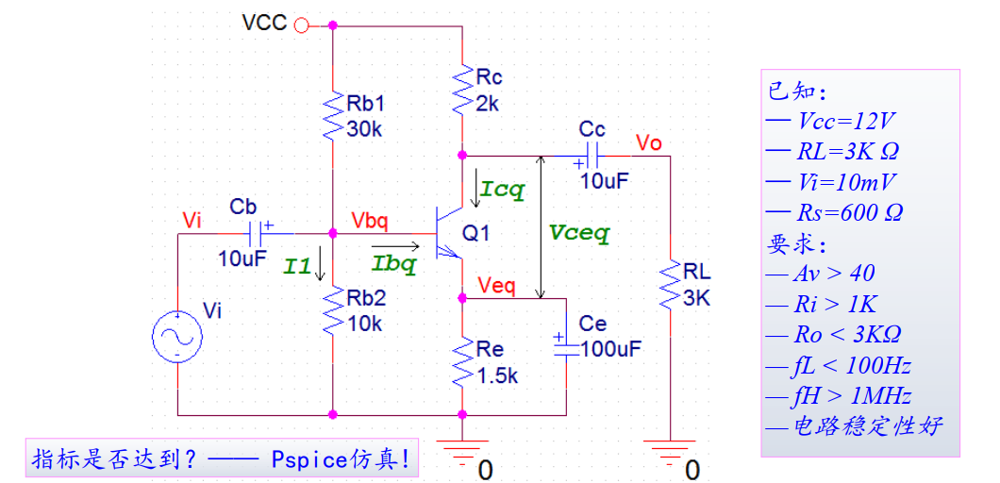 VCC
Rb1
30k
Rc
2k
Cc
10uF
Vo
Icq
Vi
Cb
10uF
Vbq
I1
Ibq
Q1
Vceq
Veq
RL
3K
Vi
Rb2
10k
Re
1.5k
Ce
100uF
0
0
指标是否达到？—— Pspice仿真！
已知：
— Vcc=12V
— RL=3K Ω
— Vi=10mV
— Rs=600 Ω
要求：
— Av > 40
— Ri > 1K
— Ro < 3KΩ
— fL < 100Hz
— fH > 1MHz
—电路稳定性好